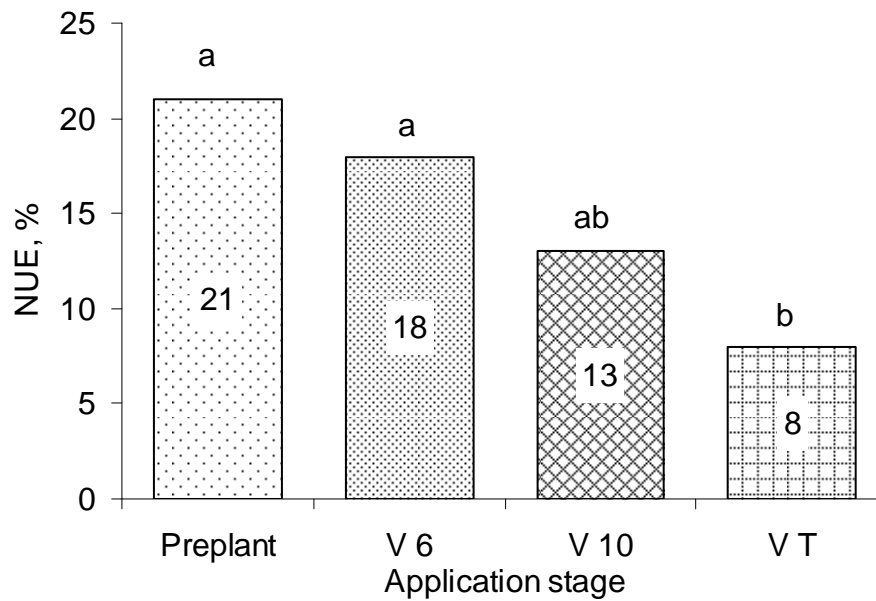 25
20
15
10
5
0
NUE, %
a
a
ab
b
21
18
13
8
Preplant
V 6
V 10
V T
Application stage